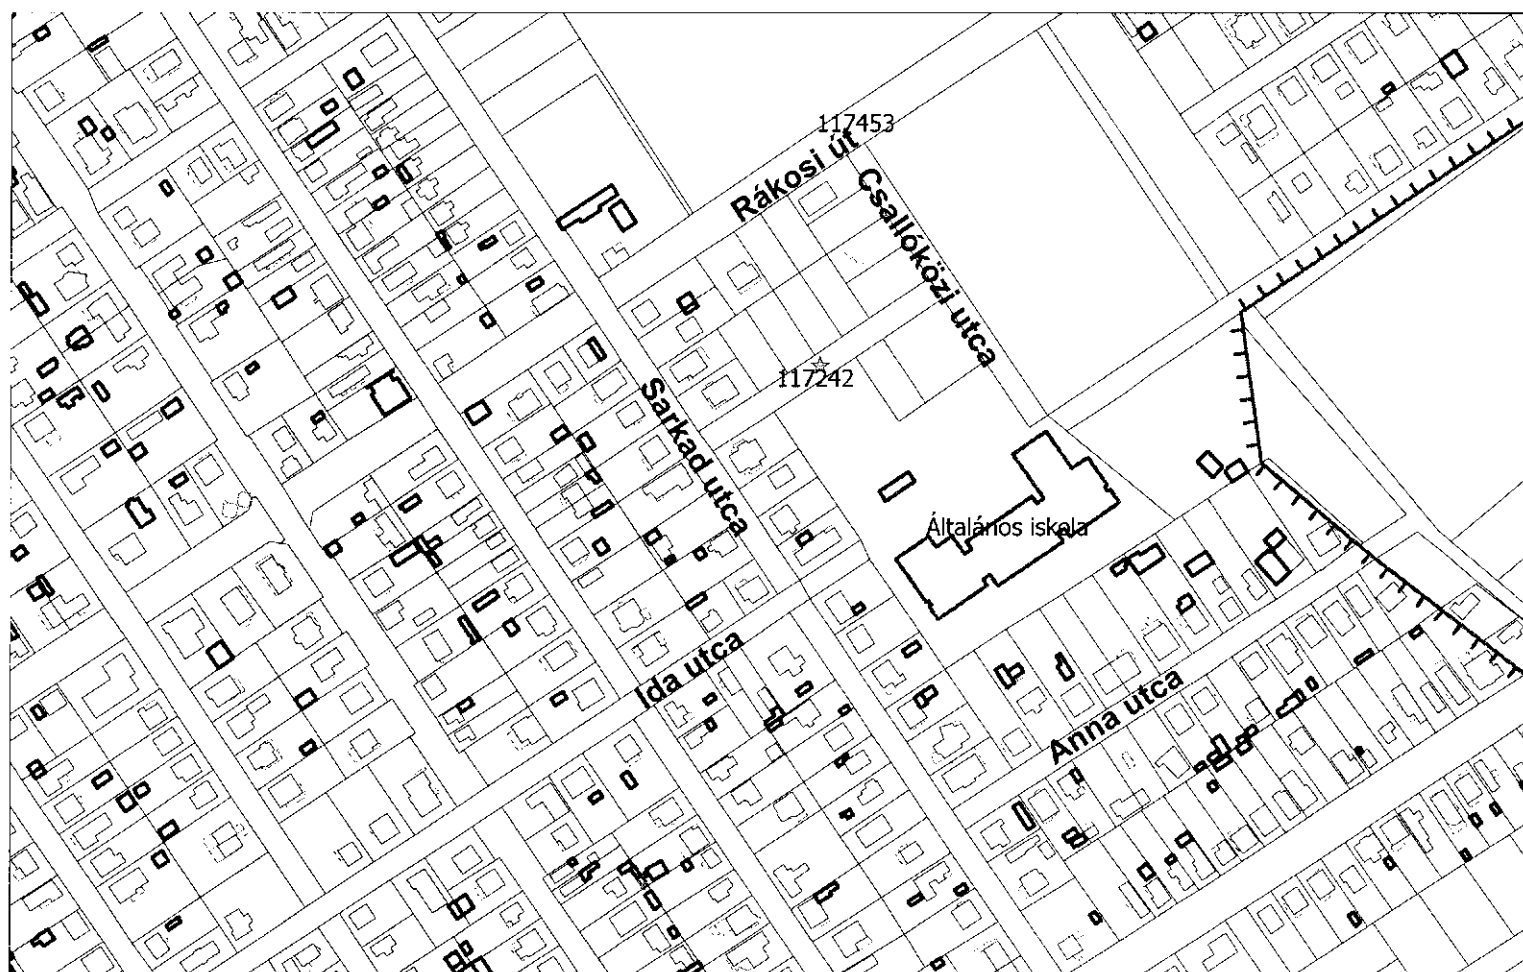 117453
Rákosi út
Csallóközi utca
117242
Sarkad utca
Általános iskola
Ida utca
Anna utca